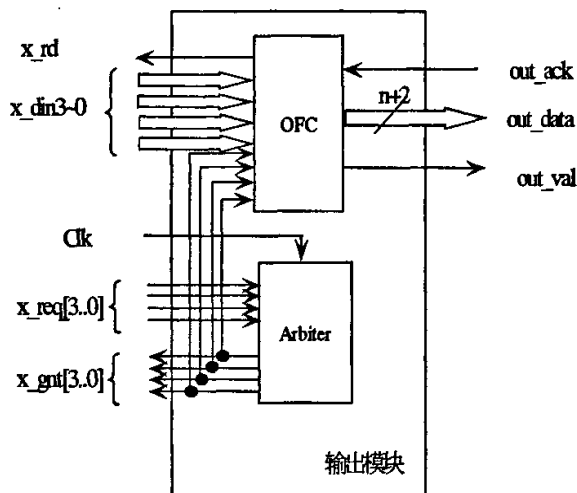 x_rd
x_din3~0
OFC
n+2
out_ack
out_data
out_val
Clk
x_req[3..0]
Arbiter
x_gnt[3..0]
输出模块